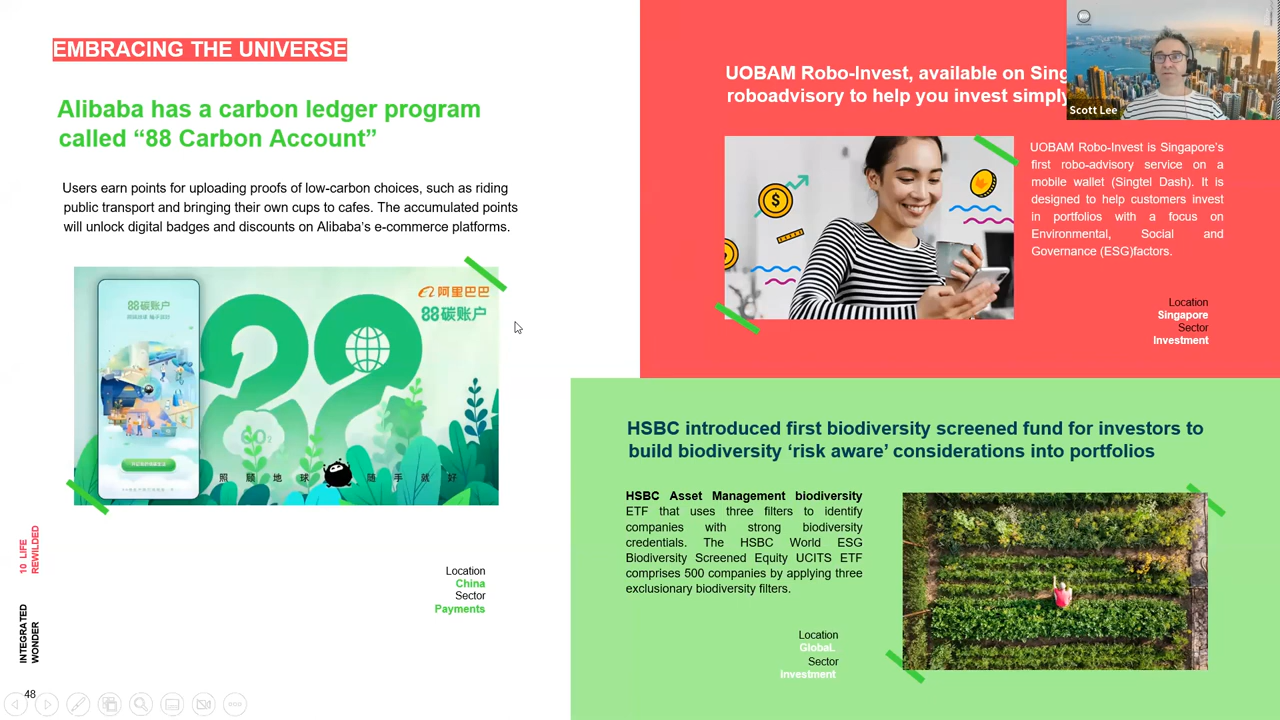 EMBRACING THE UNIVERSE
Alibaba has a carbon ledger program
called “88 Carbon Account”
Users earn points for uploading proofs of low-carbon choices, such as riding
public transport and bringing their own cups to cafes. The accumulated points
will unlock digital badges and discounts on Alibaba's e-commerce platforms.
88碳账户
阿里巴巴
88碳账户
CO2
照顾地球 随手就好
Location
China
Sector
Payments
10 LIFE
REWILDED
INTEGRATED
WONDER
48
UOBAM Robo-Invest, available on Sing
roboadvisory to help you invest simply
Scott Lee
UOBAM Robo-Invest is Singapore's
first robo-advisory service on a
mobile wallet (Singtel Dash). It is
designed to help customers invest
in portfolios with a focus on
Environmental, Social and
Governance (ESG)factors.
Location
Singapore
Sector
Investment
HSBC introduced first biodiversity screened fund for investors to
build biodiversity ‘risk aware’ considerations into portfolios
HSBC Asset Management biodiversity
ETF that uses three filters to identify
companies with strong biodiversity
credentials. The HSBC World ESG
Biodiversity Screened Equity UCITS ETF
comprises 500 companies by applying three
exclusionary biodiversity filters.
Location
GlobaL
Sector
Investment